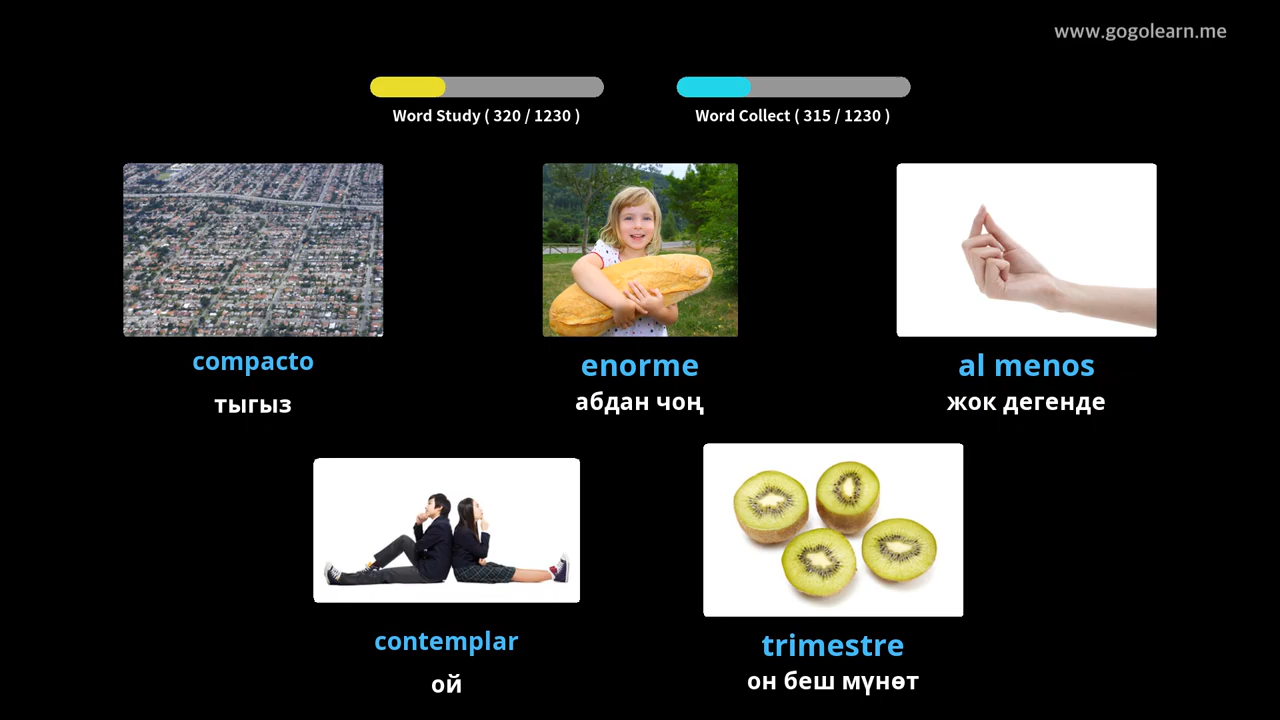 www.gogolearn.me
Word Study ( 320 / 1230 )
Word Collect ( 315 / 1230 )
compacto
тыгыз
enorme
абдан чоң
al menos
жок дегенде
contemplar
ой
trimestre
он беш мүнөт